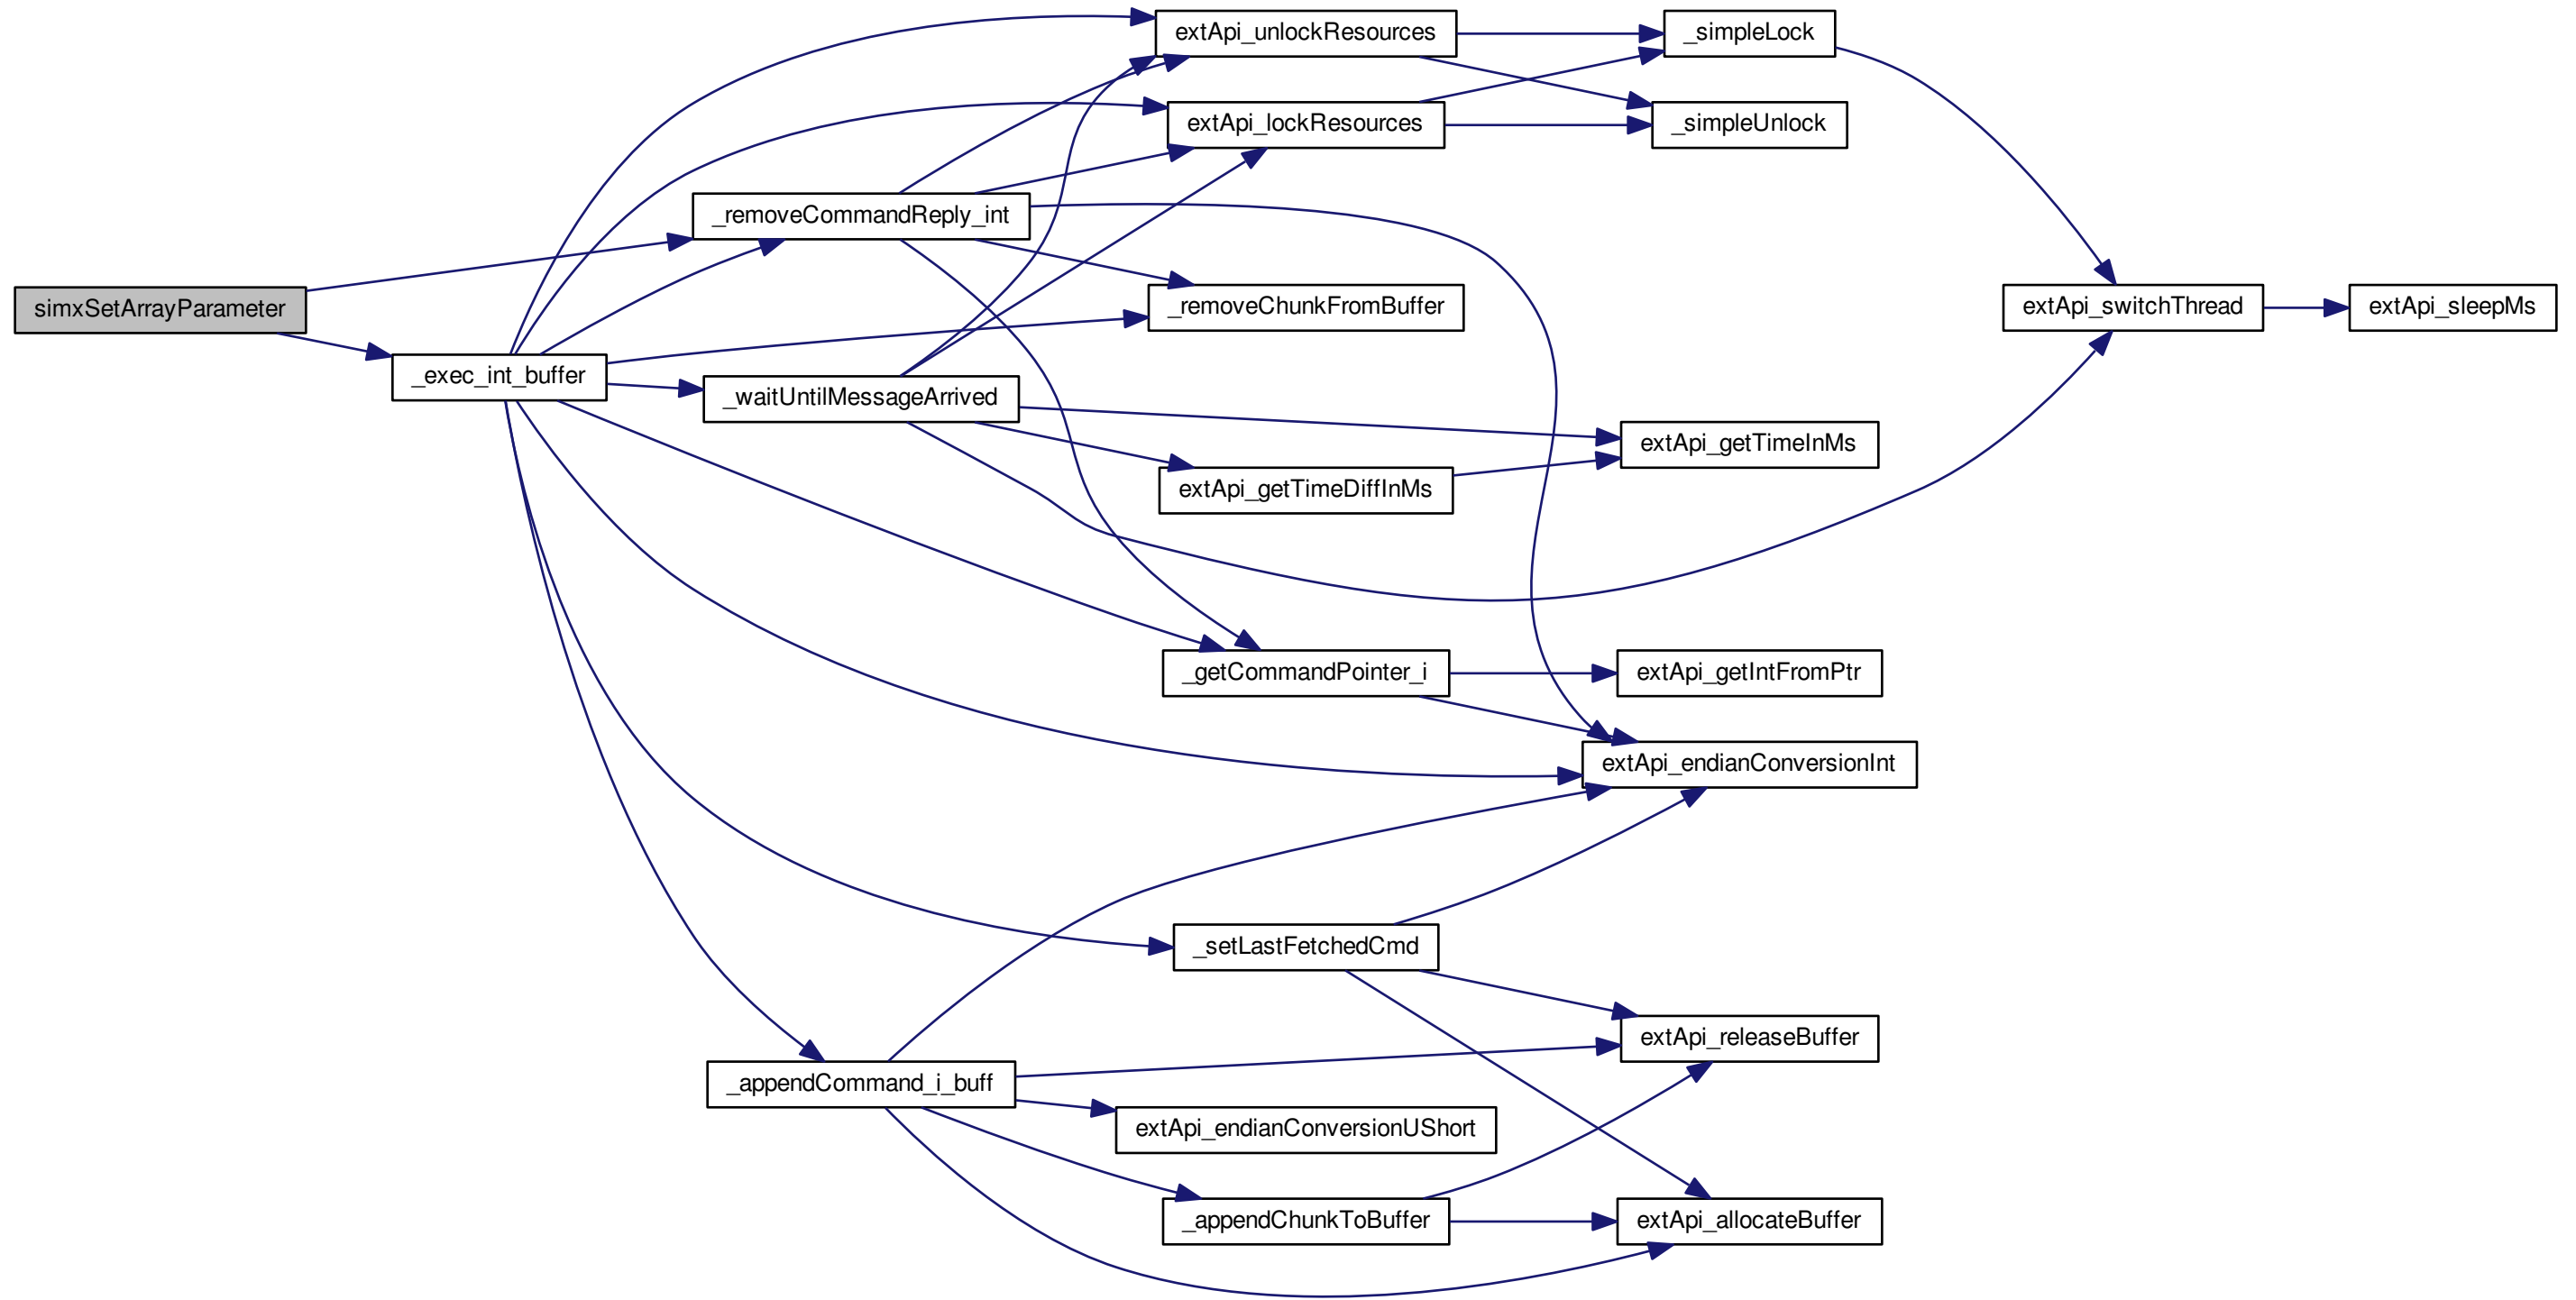 extApi_unlockResources
_simpleLock
extApi_lockResources
_simpleUnlock
_removeCommandReply_int
simxSetArrayParameter
_removeChunkFromBuffer
extApi_switchThread
extApi_sleepMs
_exec_int_buffer
_waitUntilMessageArrived
extApi_getTimeInMs
extApi_getTimeDiffInMs
_getCommandPointer_i
extApi_getIntFromPtr
extApi_endianConversionInt
_setLastFetchedCmd
extApi_releaseBuffer
_appendCommand_i_buff
extApi_endianConversionUShort
_appendChunkToBuffer
extApi_allocateBuffer